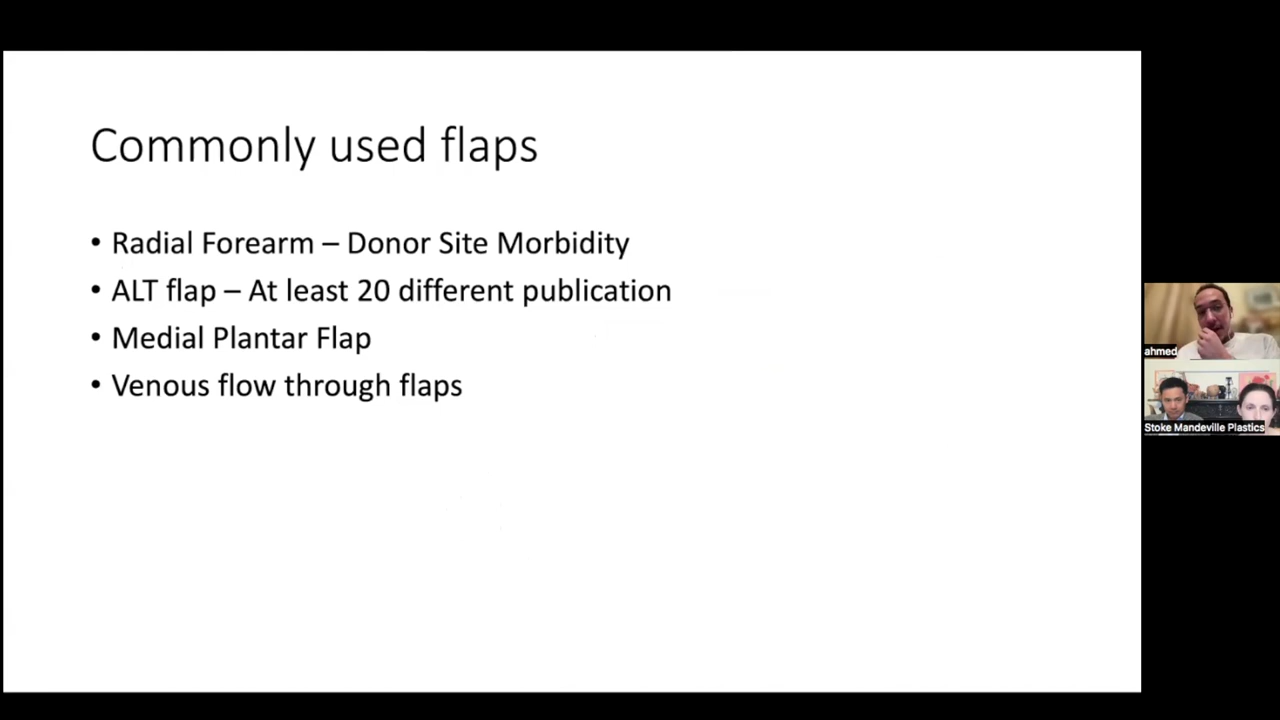 Commonly used flaps
• Radial Forearm – Donor Site Morbidity
• ALT flap – At least 20 different publication
• Medial Plantar Flap
• Venous flow through flaps
ahmed
Stoke Mandeville Plastics